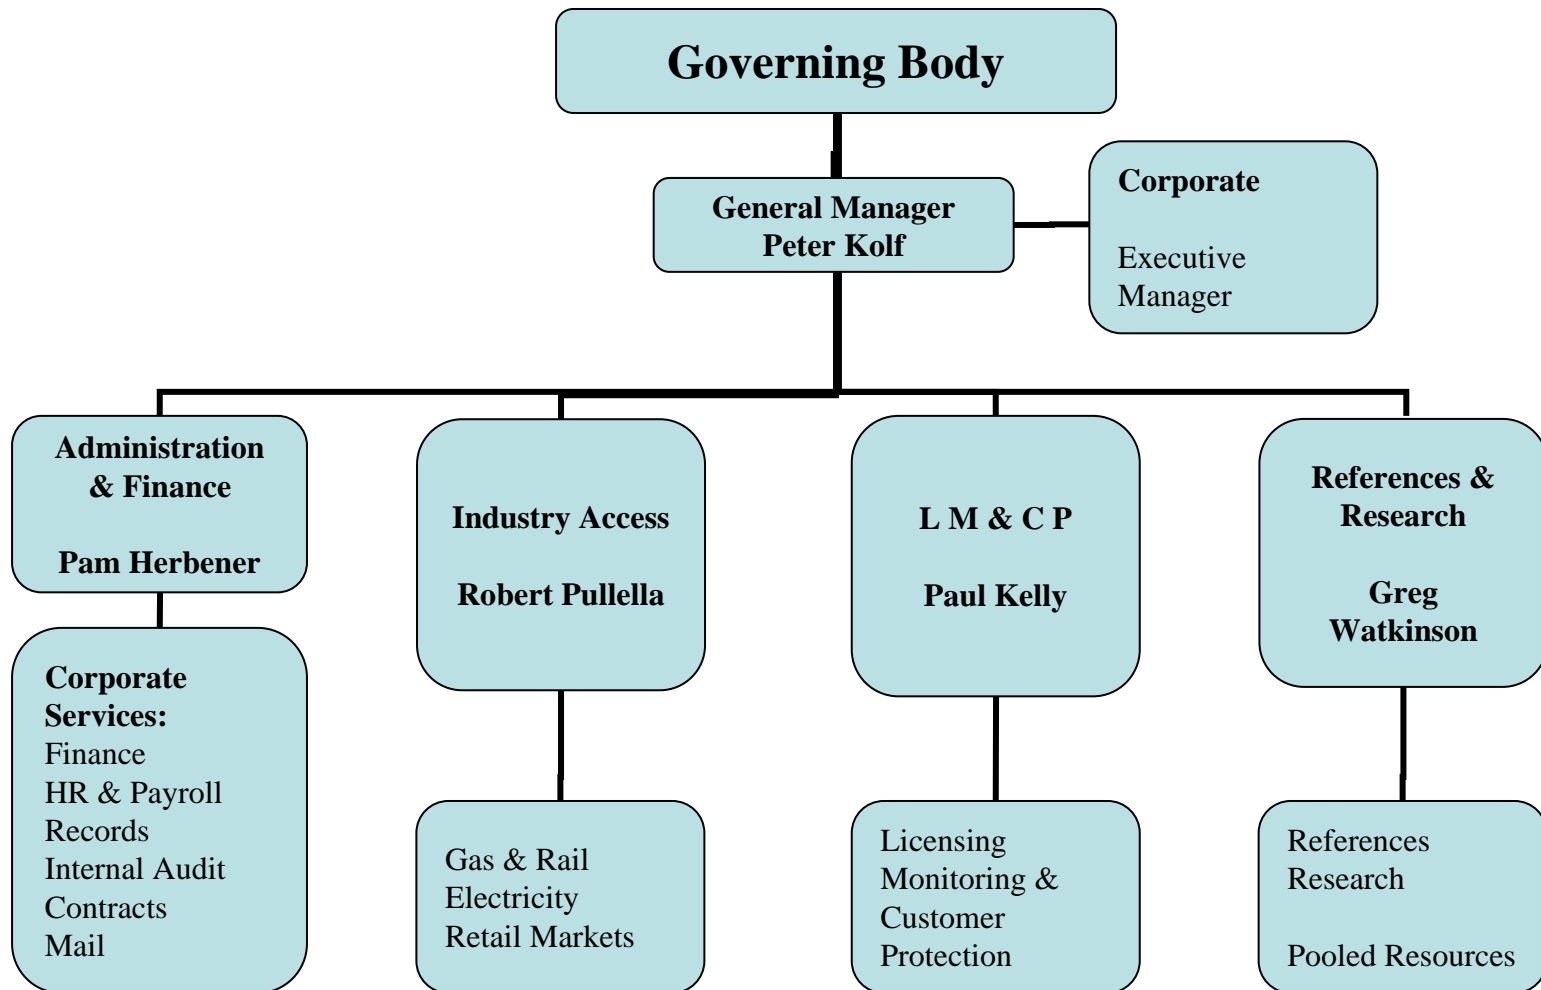 Governing Body
General Manager
Peter Kolf
Corporate
Executive
Manager
Administration
& Finance
Pam Herbener
Industry Access
Robert Pullella
L M & C P
Paul Kelly
References &
Research
Greg
Watkinson
Corporate
Services:
Finance
HR & Payroll
Records
Internal Audit
Contracts
Mail
Gas & Rail
Electricity
Retail Markets
Licensing
Monitoring &
Customer
Protection
References
Research
Pooled Resources